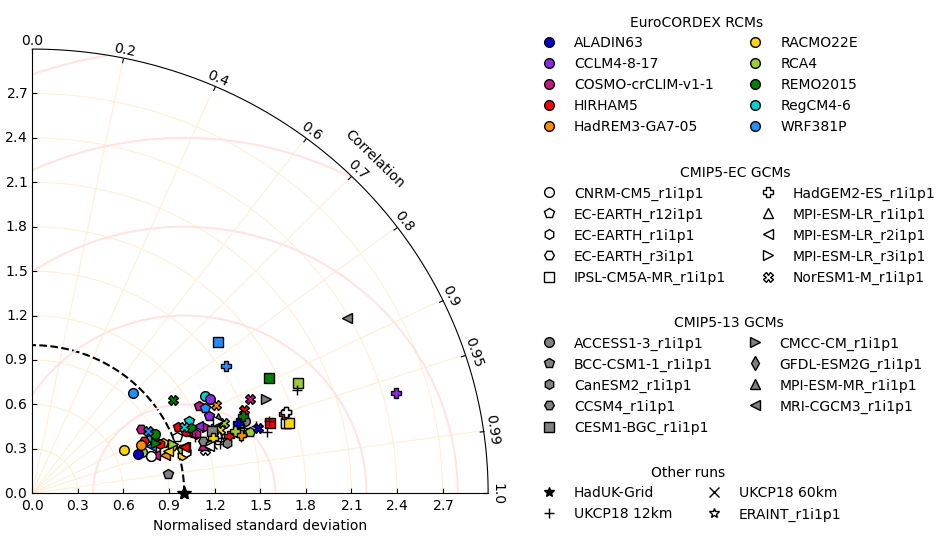 0.0
0.2
0.4
0.6
Correlation
0.7
0.8
0.9
0.95
0.99
1.0
2.7
2.4
2.1
1.8
1.5
1.2
0.9
0.6
0.3
0.0
0.0 0.3 0.6 0.9 1.2 1.5 1.8 2.1 2.4 2.7
Normalised standard deviation
EuroCORDEX RCMs
ALADIN63 RACMO22E
CCLM4-8-17 RCA4
COSMO-crCLIM-v1-1 REMO2015
HIRHAM5 RegCM4-6
HadREM3-GA7-05 WRF381P
CMIP5-EC GCMs
CNRM-CM5_r1i1p1 HadGEM2-ES_r1i1p1
EC-EARTH_r12i1p1 MPI-ESM-LR_r1i1p1
EC-EARTH_r1i1p1 MPI-ESM-LR_r2i1p1
EC-EARTH_r3i1p1 MPI-ESM-LR_r3i1p1
IPSL-CM5A-MR_r1i1p1 NorESM1-M_r1i1p1
CMIP5-13 GCMs
ACCESS1-3_r1i1p1 CMCC-CM_r1i1p1
BCC-CSM1-1_r1i1p1 GFDL-ESM2G_r1i1p1
CanESM2_r1i1p1 MPI-ESM-MR_r1i1p1
CCSM4_r1i1p1 MRI-CGCM3_r1i1p1
CESM1-BGC_r1i1p1
Other runs
HadUK-Grid UKCP18 60km
UKCP18 12km ERAINT_r1i1p1